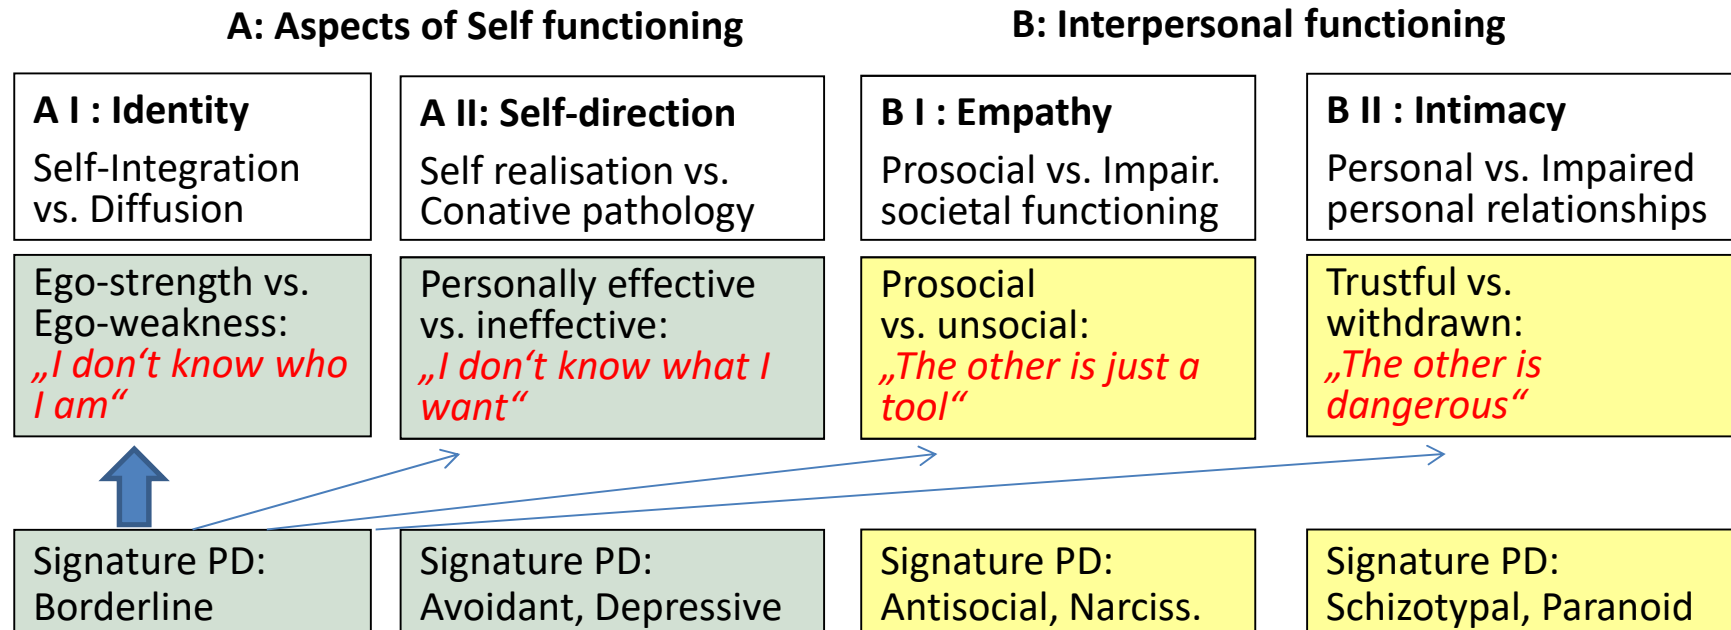 A: Aspects of Self functioning
B: Interpersonal functioning
A I : Identity
Self-Integration
vs. Diffusion
A II: Self-direction
Self realisation vs.
Conative pathology
B I : Empathy
Prosocial vs. Impair.
societal functioning
B II : Intimacy
Personal vs. Impaired
personal relationships
Ego-strength vs.
Ego-weakness:
„I don‘t know who
I am“
Personally effective
vs. ineffective:
„I don‘t know what I
want“
Prosocial
vs. unsocial:
„The other is just a
tool“
Trustful vs.
withdrawn:
„The other is
dangerous“
Signature PD:
Borderline
Signature PD:
Avoidant, Depressive
Signature PD:
Antisocial, Narciss.
Signature PD:
Schizotypal, Paranoid